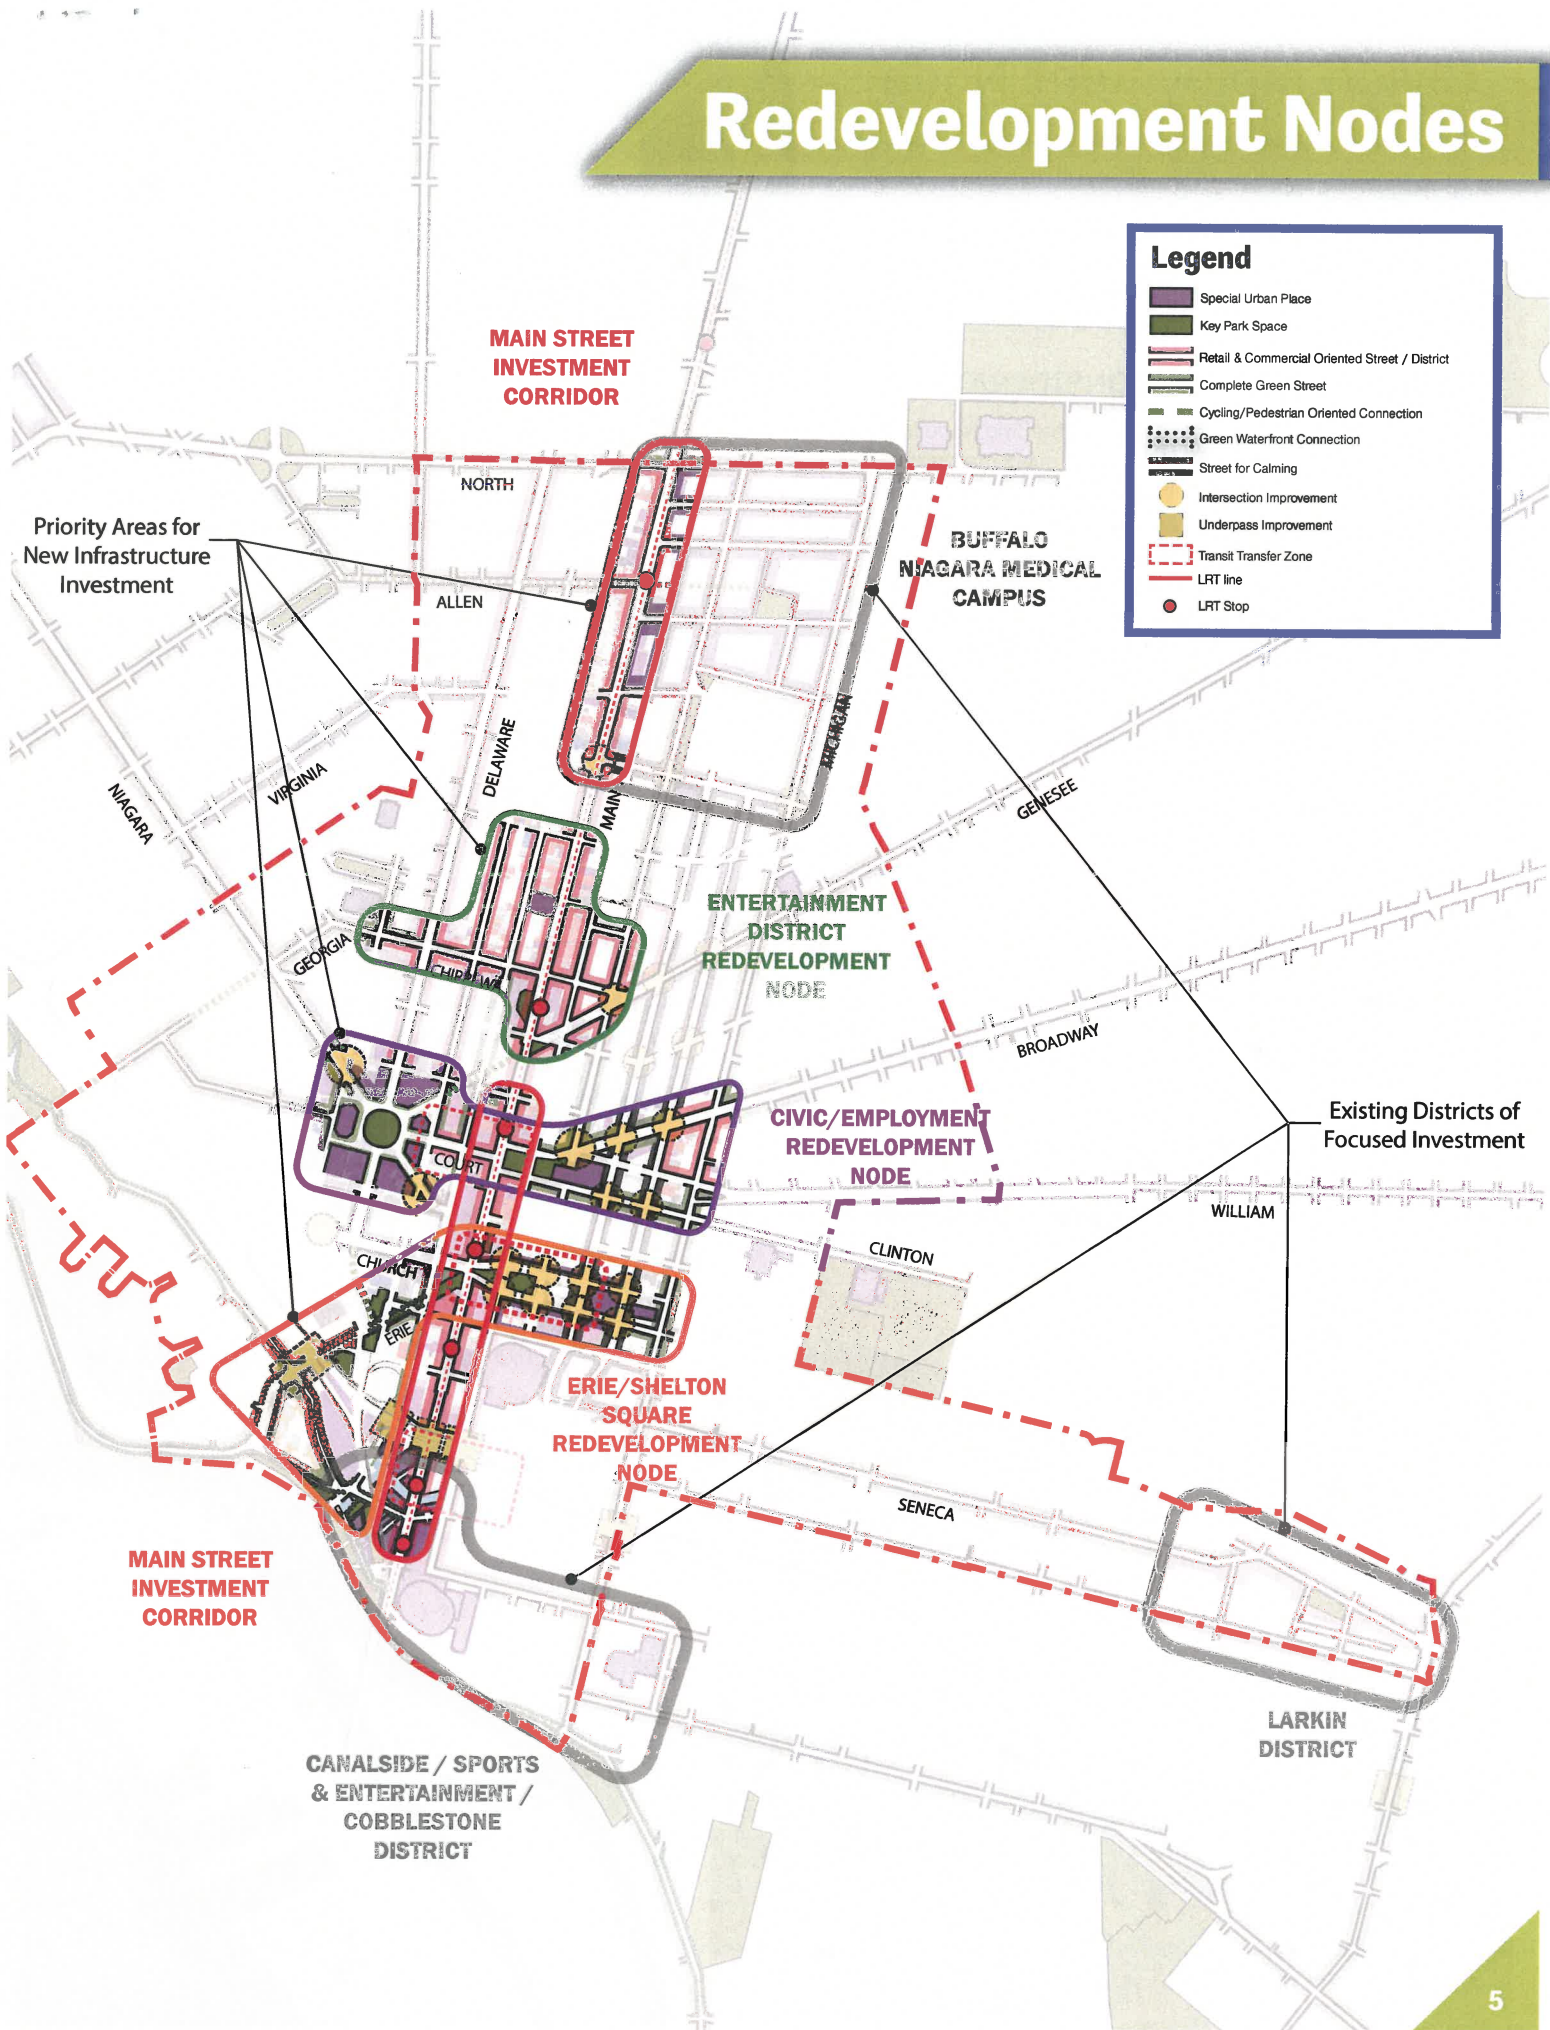 Redevelopment Nodes
Legend
Special Urban Place
Key Park Space
Retail & Commercial Oriented Street / District
Complete Green Street
Cycling/Pedestrian Oriented Connection
Green Waterfront Connection
Street for Calming
Intersection Improvement
Underpass Improvement
Transit Transfer Zone
LRT line
LRT Stop
MAIN STREET
INVESTMENT
CORRIDOR
NORTH
Priority Areas for
New Infrastructure
Investment
BUFFALO
NIAGARA MEDICAL
CAMPUS
ALLEN
MICHIGAN
DELAWARE
VIRGINIA
NIAGARA
MAIN
GENESEE
ENTERTAINMENT
DISTRICT
REDEVELOPMENT
NODE
GEORGIA
CHIPPEWA
BROADWAY
CIVIC/EMPLOYMENT
REDEVELOPMENT
NODE
Existing Districts of
Focused Investment
COURT
WILLIAM
CLINTON
CHURCH
ERIE
ERIE/SHELTON
SQUARE
REDEVELOPMENT
NODE
SENECA
MAIN STREET
INVESTMENT
CORRIDOR
LARKIN
DISTRICT
CANALSIDE / SPORTS
& ENTERTAINMENT /
COBBLESTONE
DISTRICT
5